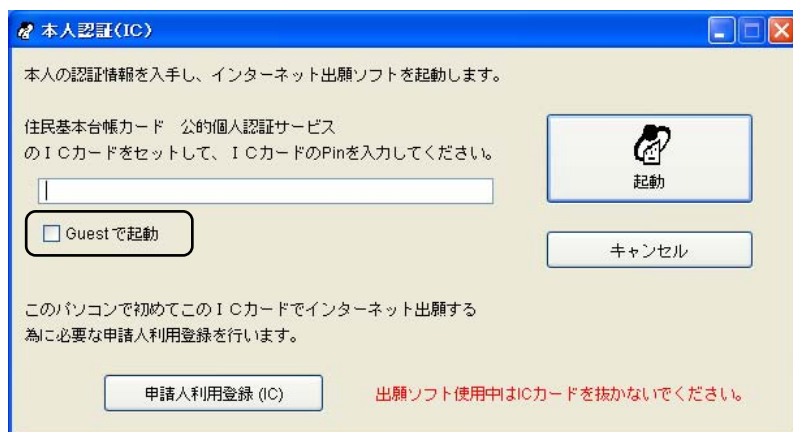 本人認証(IC)
本人の認証情報を入手し、インターネット出願ソフトを起動します。
住民基本台帳カード　公的個人認証サービス
のＩＣカードをセットして、ＩＣカードのPinを入力してください。
起動
Guestで起動
キャンセル
このパソコンで初めてこのＩＣカードでインターネット出願する
為に必要な申請人利用登録を行います。
申請人利用登録 (IC)
出願ソフト使用中はICカードを抜かないでください。